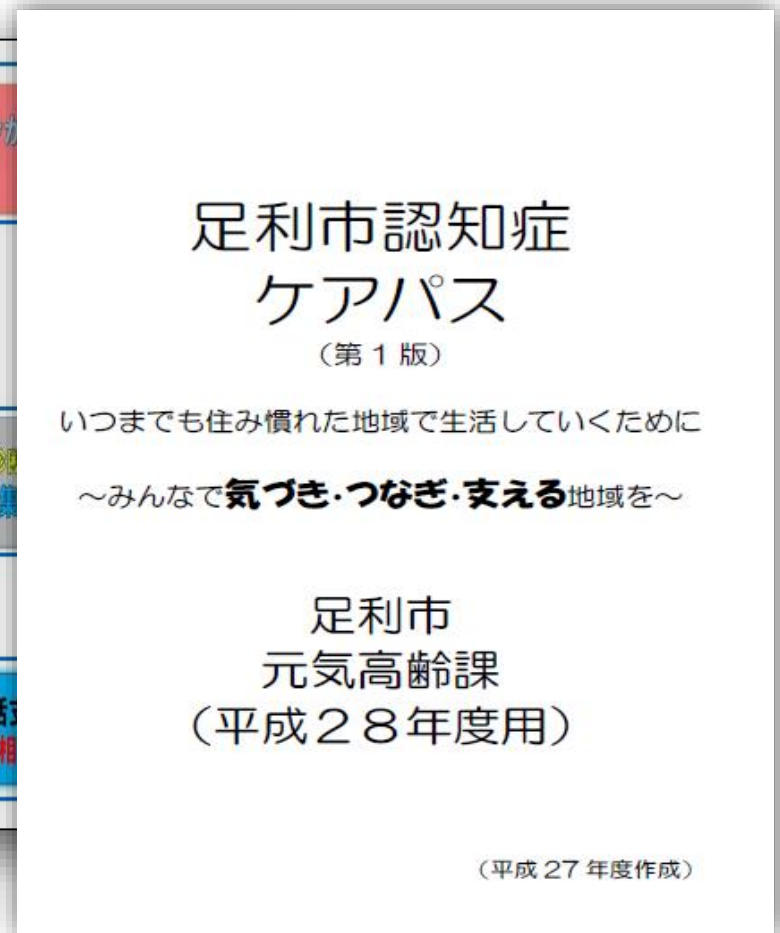 足利市認知症
ケアパス
（第１版）
いつまでも住み慣れた地域で生活していくために
～みんなで気づき・つなぎ・支える地域を～
足利市
元気高齢課
（平成２８年度用）
（平成 27 年度作成）